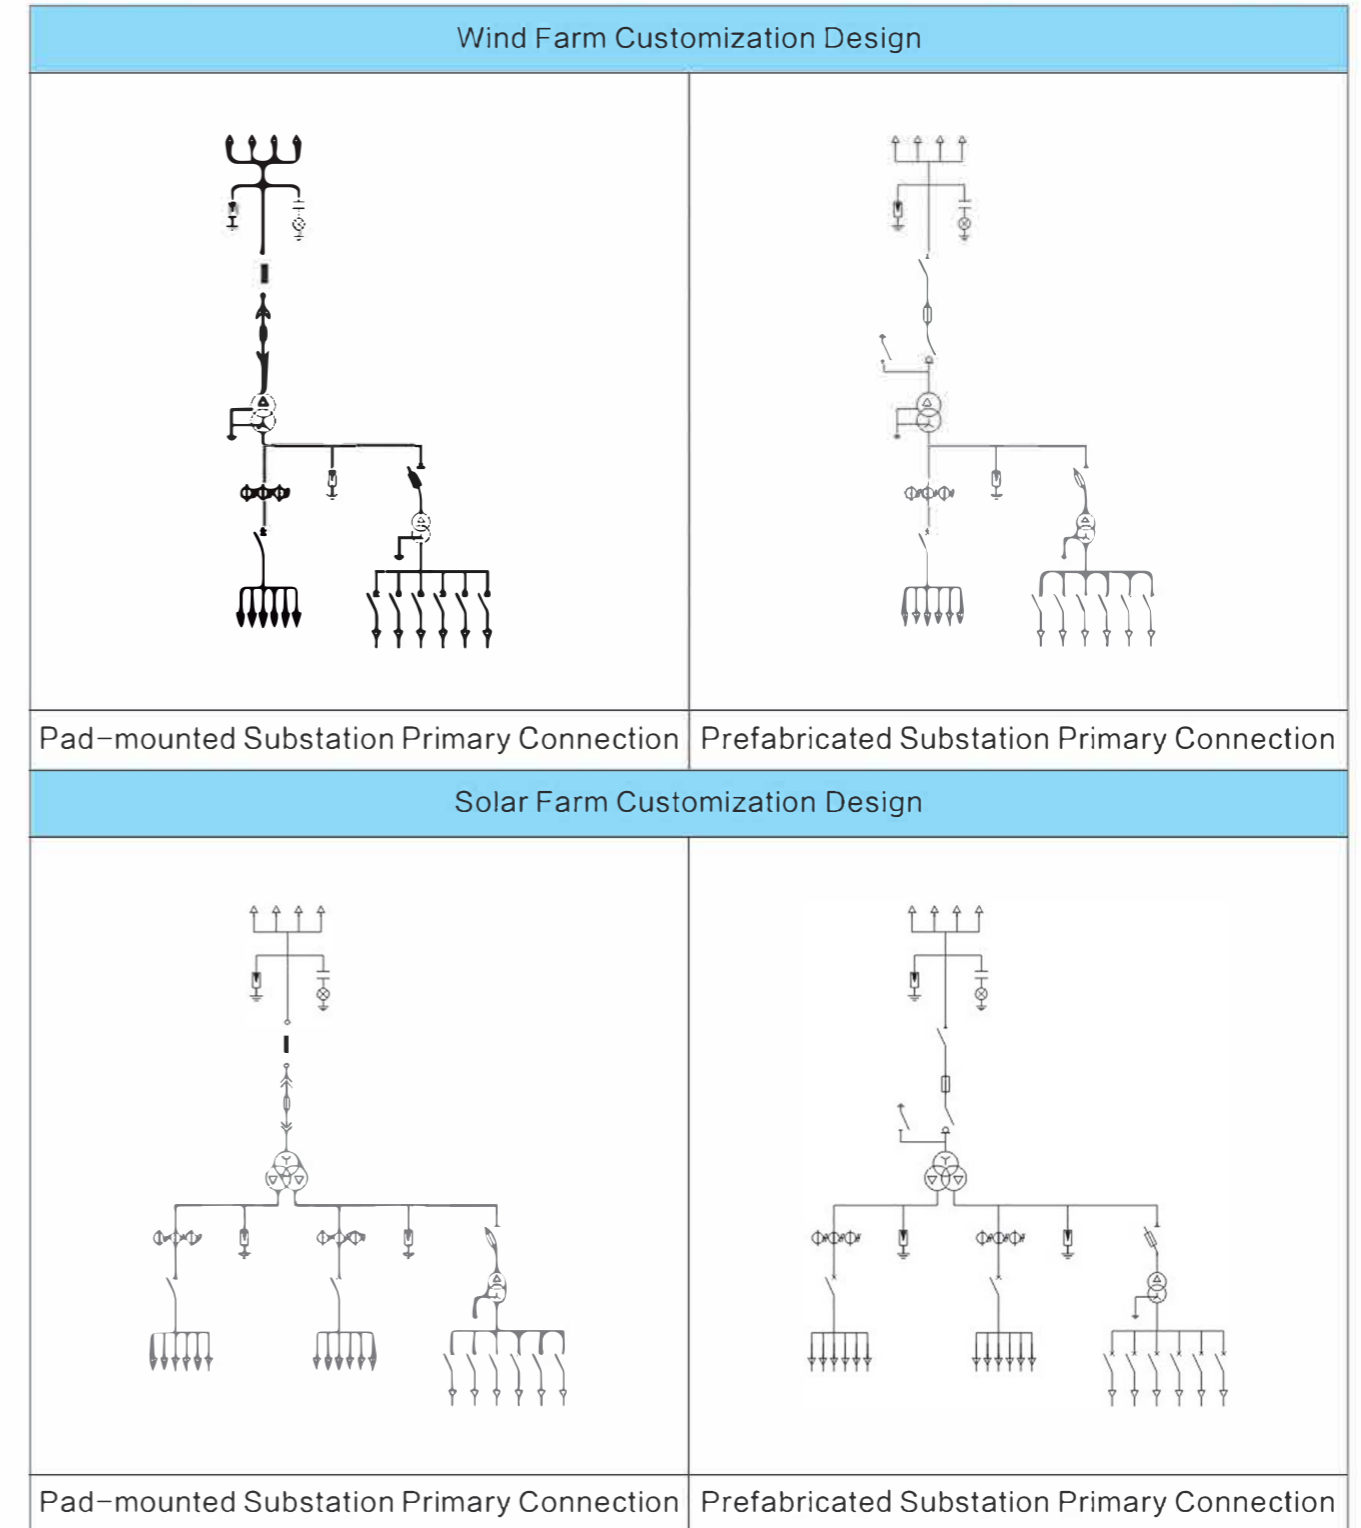 Wind Farm Customization Design
Pad-mounted Substation Primary Connection
Prefabricated Substation Primary Connection
Solar Farm Customization Design
Pad-mounted Substation Primary Connection
Prefabricated Substation Primary Connection